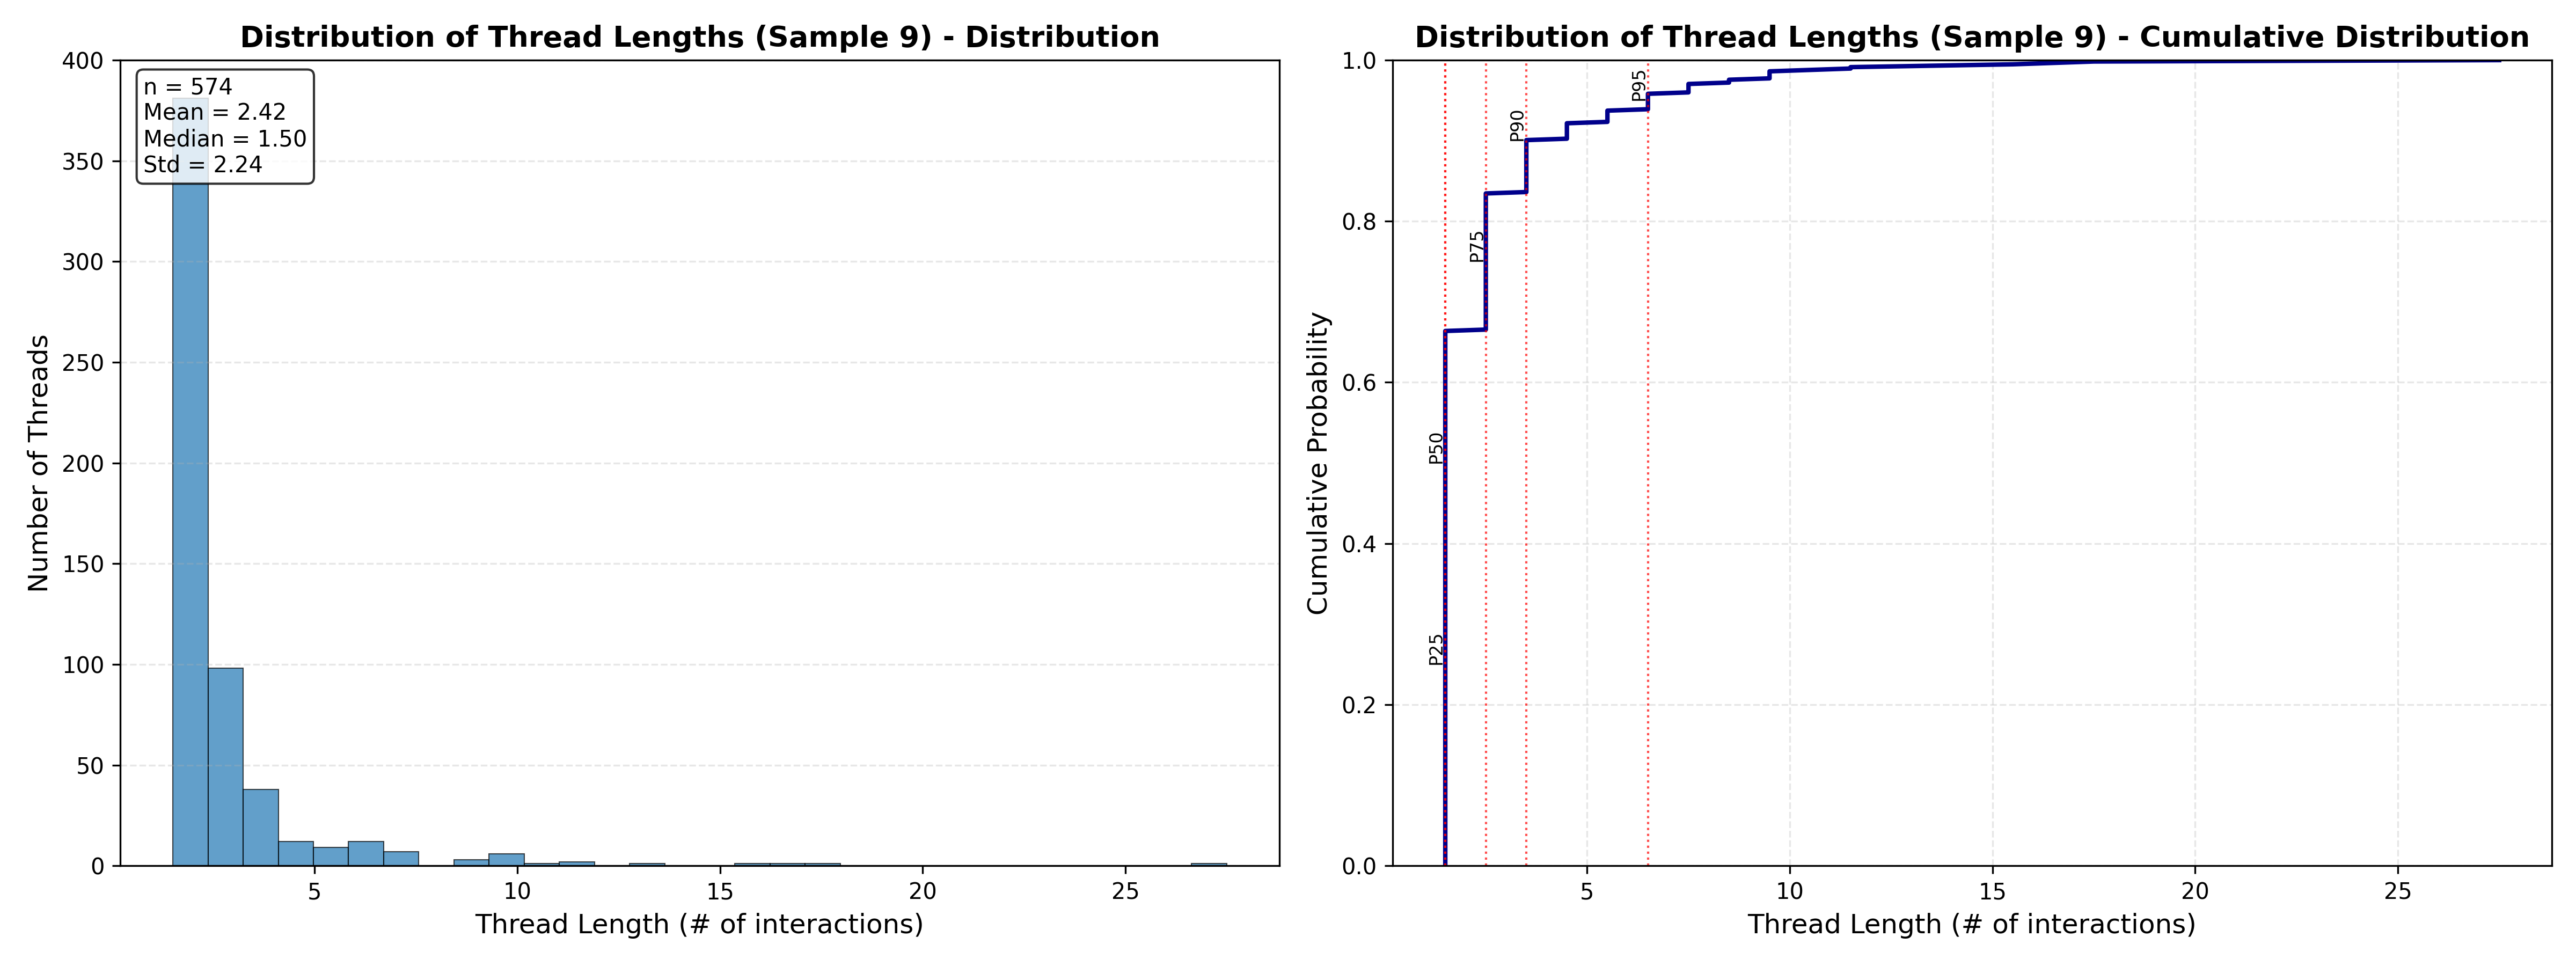 Distribution of Thread Lengths (Sample 9) - Distribution
400
350
300
250
200
150
100
50
0
Number of Threads
n = 574
Mean = 2.42
Median = 1.50
Std = 2.24
5
10
15
20
25
Thread Length (# of interactions)
Distribution of Thread Lengths (Sample 9) - Cumulative Distribution
1.0
0.8
0.6
0.4
0.2
0.0
Cumulative Probability
P25
P50
P75
P90
P95
5
10
15
20
25
Thread Length (# of interactions)